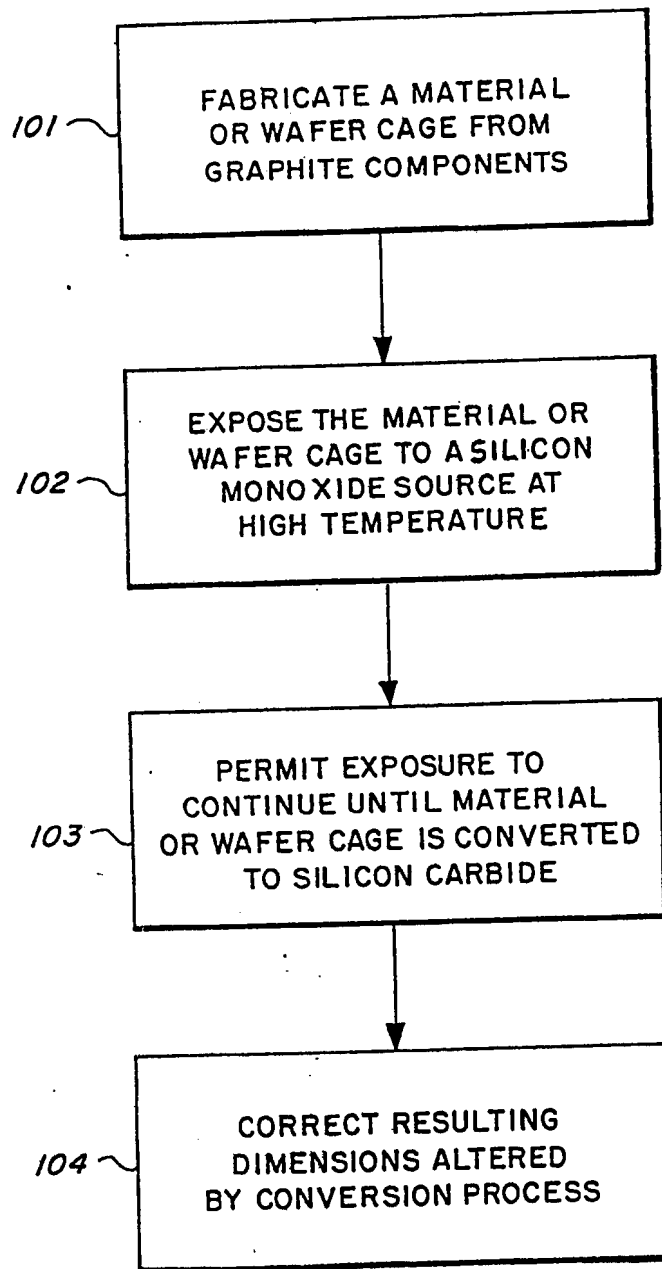 101
FABRICATE A MATERIAL
OR WAFER CAGE FROM
GRAPHITE COMPONENTS
102
EXPOSE THE MATERIAL OR
WAFER CAGE TO A SILICON
MONOXIDE SOURCE AT
HIGH TEMPERATURE
103
PERMIT EXPOSURE TO
CONTINUE UNTIL MATERIAL
OR WAFER CAGE IS CONVERTED
TO SILICON CARBIDE
104
CORRECT RESULTING
DIMENSIONS ALTERED
BY CONVERSION PROCESS